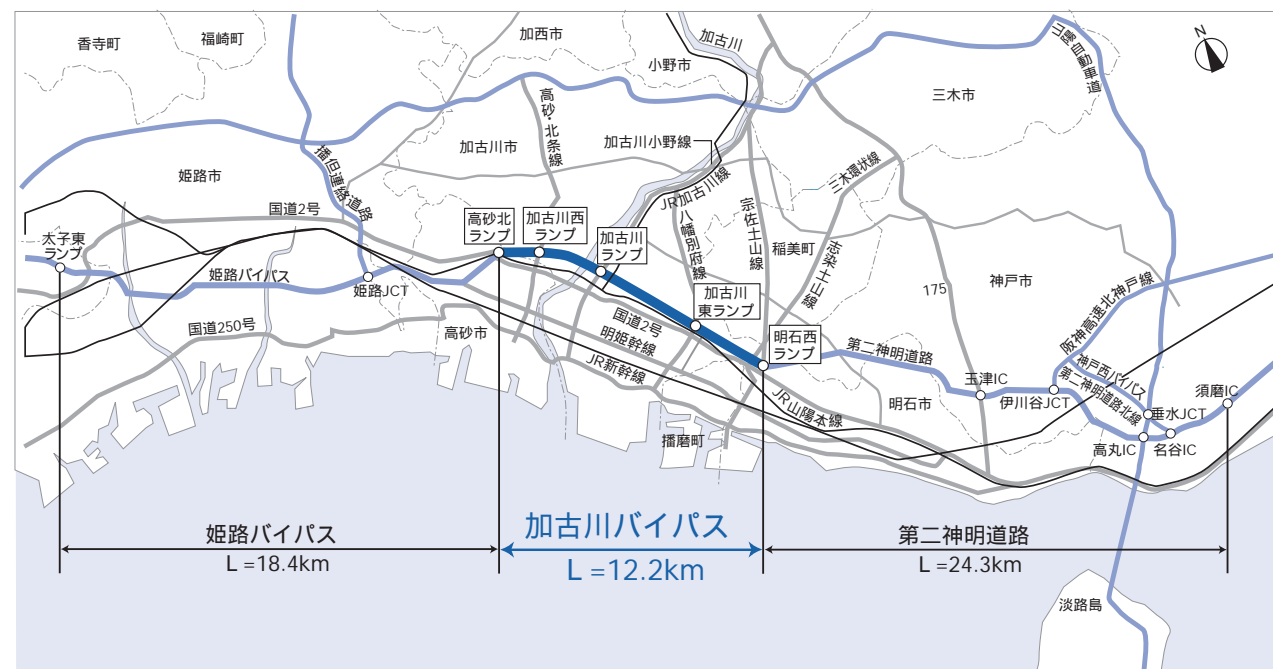 香寺町
福崎町
加西市
加古川
小野市
山陽自動車道
N
三木市
高砂・北条線
加古川小野線
加古川市
播但連絡道路
姫路市
三木環状線
JR加古川線
八幡別府線
宗佐土山線
国道2号
高砂北
ランプ
加古川西
ランプ
加古川
ランプ
稲美町
志染土山線
太子東
ランプ
姫路バイパス
姫路JCT
神戸市
175
加古川
東ランプ
阪神高速北神戸線
国道250号
高砂市
国道2号
明姫幹線
JR新幹線
明石西
ランプ
第二神明道路
玉津IC
伊川谷JCT
神戸西バイパス
第二神明道路北線
須磨IC
垂水JCT
明石市
JR山陽本線
播磨町
高丸IC
名谷IC
姫路バイパス
L=18.4km
加古川バイパス
L=12.2km
第二神明道路
L=24.3km
淡路島